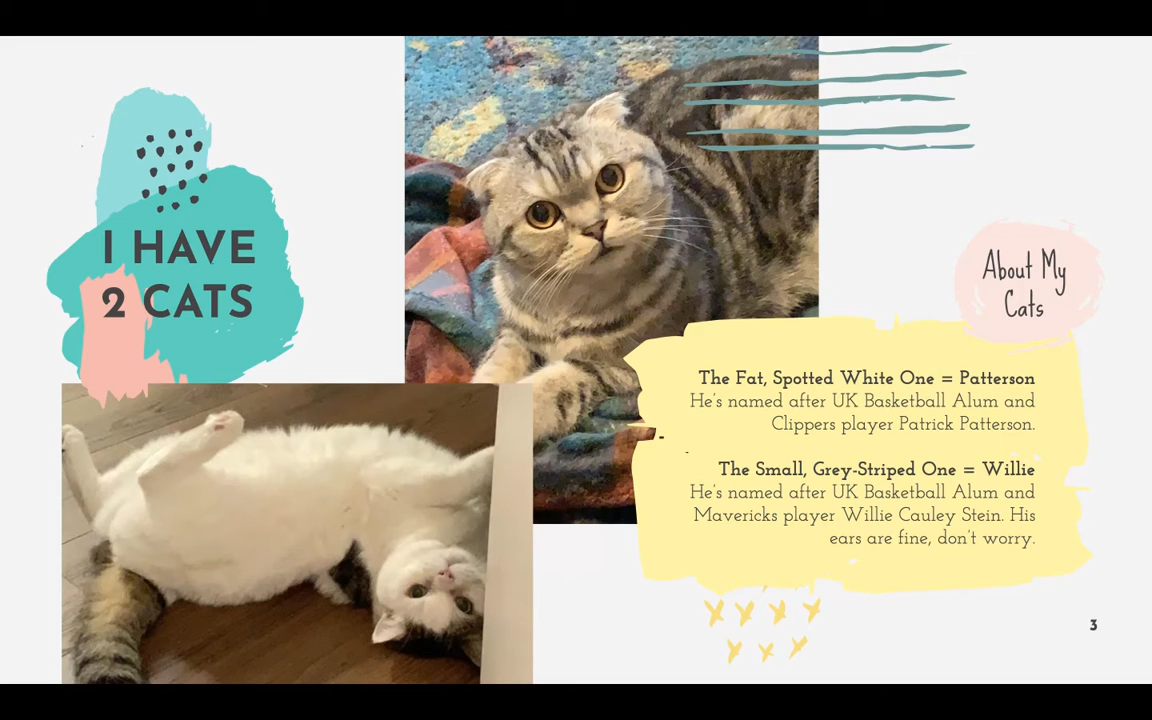 I HAVE
2 CATS
About My
Cats
The Fat, Spotted White One = Patterson
He's named after UK Basketball Alum and
Clippers player Patrick Patterson.
The Small, Grey-Striped One = Willie
He's named after UK Basketball Alum and
Mavericks player Willie Cauley Stein. His
ears are fine, don't worry.
3